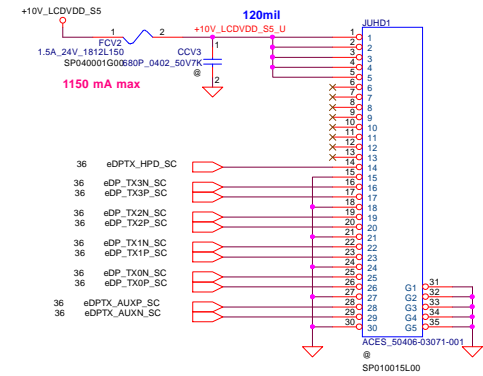 +10V_LCDVDD_S5
120mil
+10V_LCDVDD_S5_U
JUHD1
1 2
FCV2
1.5A_24V_1812L150
SP040001G00
1150 mA max
1
CCV3
680P_0402_50V7K
@
2
1 1
2 2
3 3
4 4
5 5
6 6
7 7
8 8
9 9
10 10
11 11
12 12
13 13
36 eDPTX_HPD_SC 14 14
15 15
36 eDP_TX3N_SC 16 16
36 eDP_TX3P_SC 17 17
18 18
36 eDP_TX2N_SC 19 19
36 eDP_TX2P_SC 20 20
21 21
36 eDP_TX1N_SC 22 22
36 eDP_TX1P_SC 23 23
24 24
36 eDP_TX0N_SC 25 25
36 eDP_TX0P_SC 26 26
27 27
36 eDPTX_AUXP_SC 28 28
36 eDPTX_AUXN_SC 29 29
30 30
G1 31
G2 32
G3 33
G4 34
G5 35
ACES_50406-03071-001
@
SP010015L00